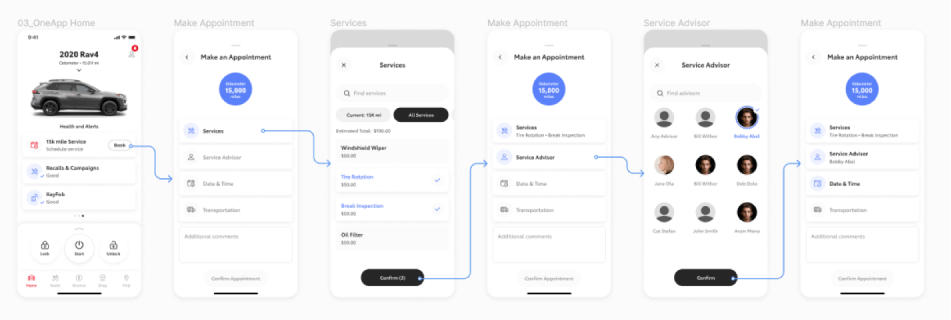 03_OneApp Home
9:41
2020 Rav4
Odometer • 15,011 mi
Health and Alerts
15k mile Service
Schedule service
Book
Recalls & Campaigns
Good
KeyFob
Good
Lock
Start
Unlock
Home
Shop
Find
Make Appointment
Make an Appointment
Odometer
15,000
miles
Services
Service Advisor
Date & Time
Transportation
Additional comments
Confirm Appointment
Services
Services
Find services
Current: 15K mi
All Services
Estimated Total: $100.00
Windshield Wiper
$50.00
Tire Rotation
$50.00
Break Inspection
$50.00
Oil Filter
$50.00
Confirm (2)
Make Appointment
Make an Appointment
Odometer
15,000
miles
Services
Tire Rotation • Break Inspection
Service Advisor
Date & Time
Transportation
Additional comments
Confirm Appointment
Service Advisor
Service Advisor
Find advisors
Any Advisor
Bill Wilber
Bobby Abal
Jane Ola
Bill Wilber
Deb Dola
Cat Stefan
John Smith
Confirm
Make Appointment
Make an Appointment
Odometer
15,000
miles
Services
Tire Rotation • Break Inspection
Service Advisor
Bobby Abal
Date & Time
Transportation
Additional comments
Confirm Appointment